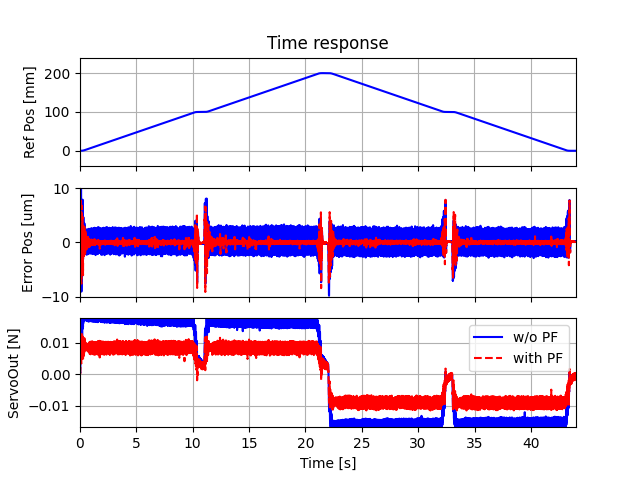 Time response
Ref Pos [mm]
200
100
0
Error Pos [um]
10
0
−10
ServoOut [N]
0.01
0.00
−0.01
w/o PF
with PF
0 5 10 15 20 25 30 35 40
Time [s]